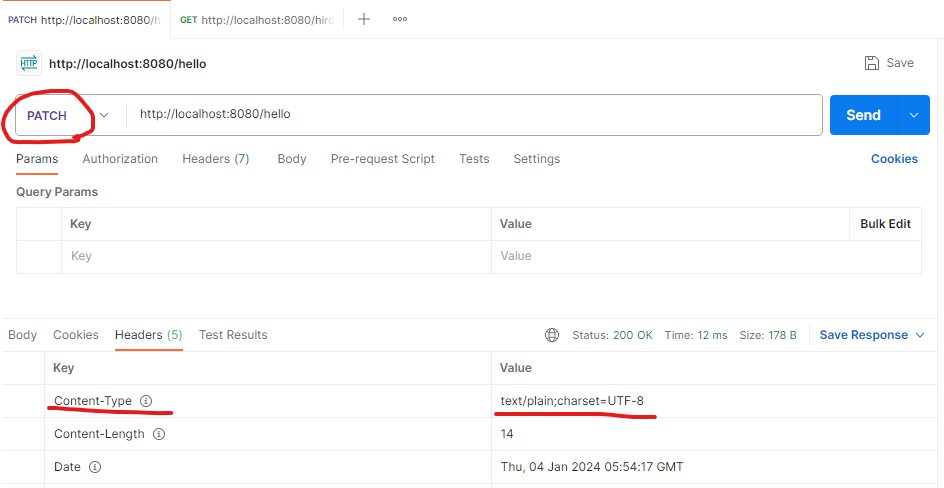 PATCH http://localhost:8080/h GET http://localhost:8080/hir
HTTP http://localhost:8080/hello Save
PATCH http://localhost:8080/hello Send
Params Authorization Headers (7) Body Pre-request Script Tests Settings Cookies
Query Params
Key Value Bulk Edit
Key Value
Body Cookies Headers (5) Test Results Status: 200 OK Time: 12 ms Size: 178 B Save Response
Key Value
Content-Type text/plain;charset=UTF-8
Content-Length 14
Date Thu, 04 Jan 2024 05:54:17 GMT